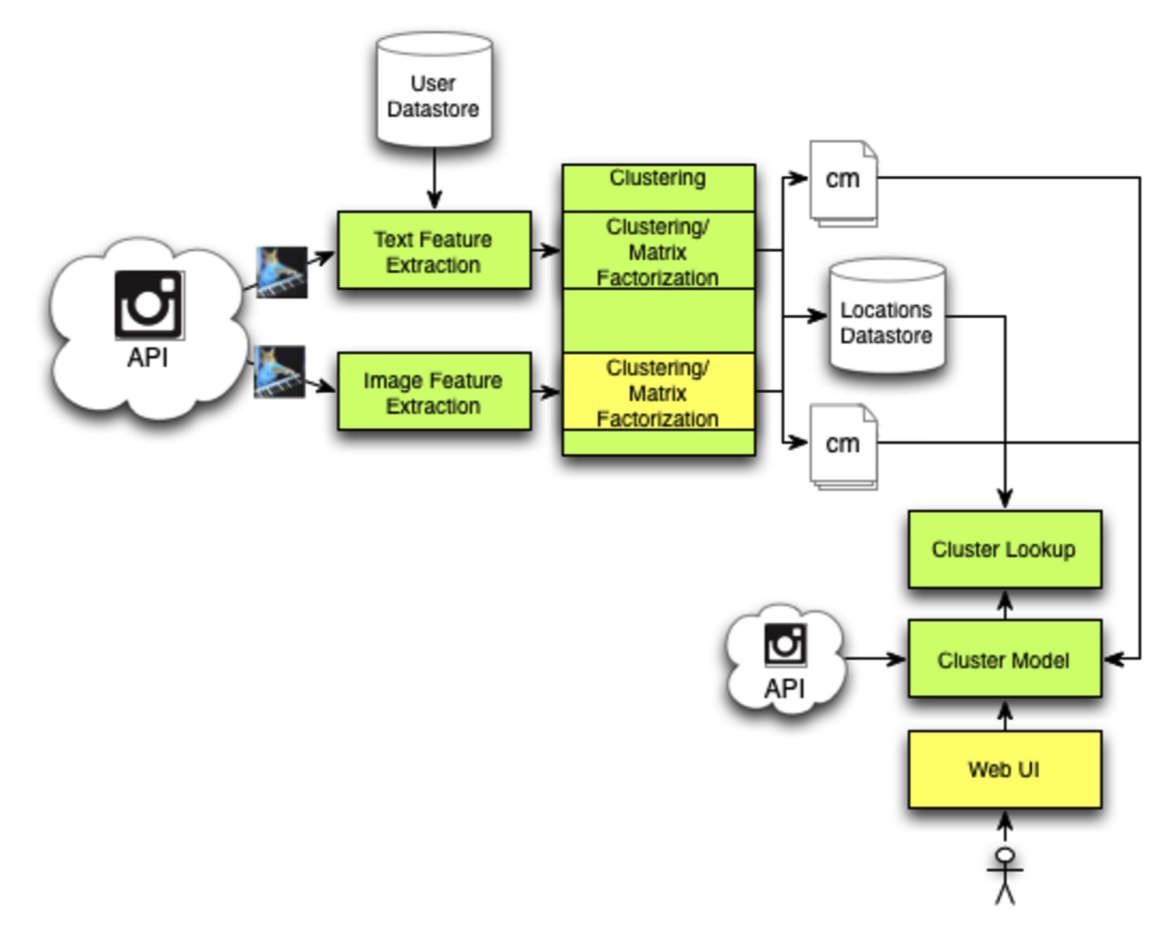 User
Datastore
Clustering
Text Feature
Extraction
Clustering/
Matrix
Factorization
cm
API
Locations
Datastore
Image Feature
Extraction
Clustering/
Matrix
Factorization
cm
Cluster Lookup
API
Cluster Model
Web UI